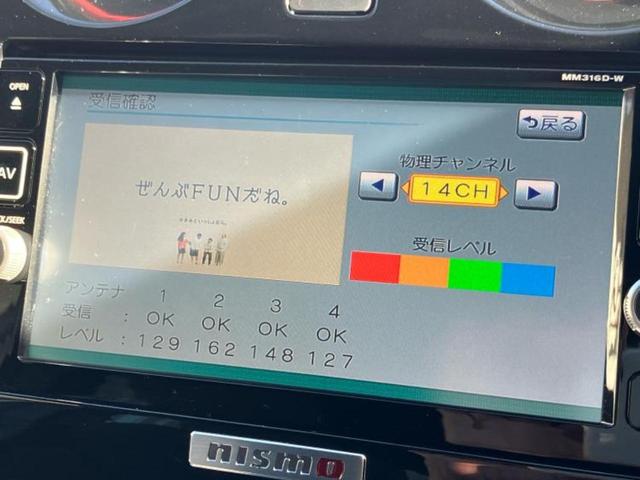 MM316D-W
OPEN
受信確認
戻る
AV
ぜんぶFUNだね。
物理チャンネル
14CH
受信レベル
アンテナ 1 2 3 4
受信 : OK OK OK OK
レベル : 129 162 148 127
nismo